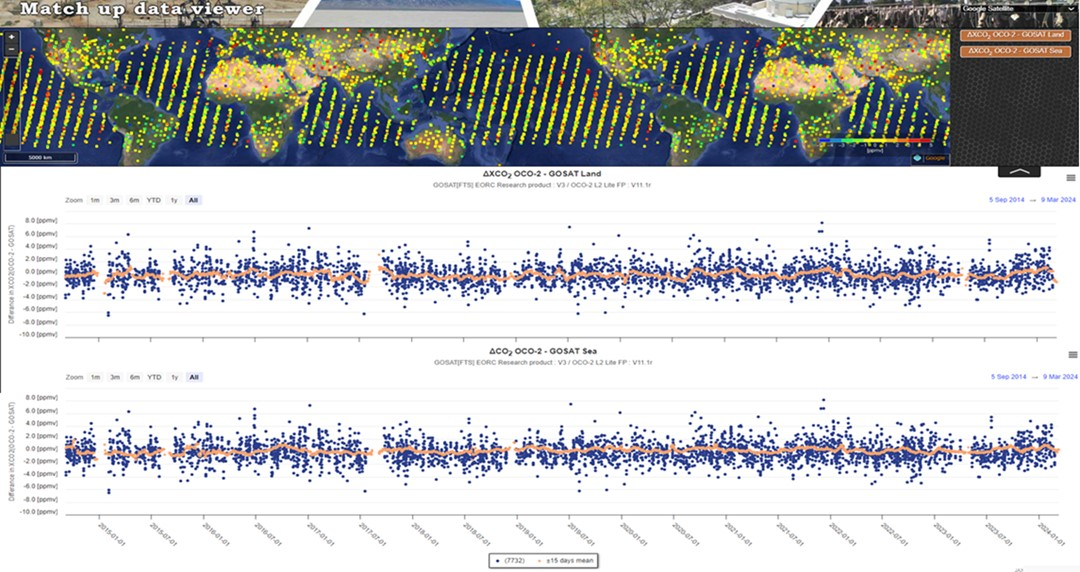 Match up data viewer
Google Satellite
ΔXCO2 OCO-2 - GOSAT Land
ΔXCO2 OCO-2 - GOSAT Sea
+
−
5000 km
[ppmv]
Google
ΔXCO2 OCO-2 - GOSAT Land
GOSAT[FTS] EORC Research product : V3 / OCO-2 L2 Lite FP : V11.1r
Zoom 1m 3m 6m YTD 1y All
5 Sep 2014 → 9 Mar 2024
Difference in XCO2(OCO-2 - GOSAT)
8.0 [ppmv]
6.0 [ppmv]
4.0 [ppmv]
2.0 [ppmv]
0.0 [ppmv]
-2.0 [ppmv]
-4.0 [ppmv]
-6.0 [ppmv]
-8.0 [ppmv]
-10.0 [ppmv]
ΔCO2 OCO-2 - GOSAT Sea
GOSAT[FTS] EORC Research product : V3 / OCO-2 L2 Lite FP : V11.1r
Zoom 1m 3m 6m YTD 1y All
5 Sep 2014 → 9 Mar 2024
Difference in XCO2(OCO-2 - GOSAT)
8.0 [ppmv]
6.0 [ppmv]
4.0 [ppmv]
2.0 [ppmv]
0.0 [ppmv]
-2.0 [ppmv]
-4.0 [ppmv]
-6.0 [ppmv]
-8.0 [ppmv]
-10.0 [ppmv]
2015-01-01 2015-07-01 2016-01-01 2016-07-01 2017-01-01 2017-07-01 2018-01-01 2018-07-01 2019-01-01 2019-07-01 2020-01-01 2020-07-01 2021-01-01 2021-07-01 2022-01-01 2022-07-01 2023-01-01 2023-07-01 2024-01-01
(7732) ±15 days mean